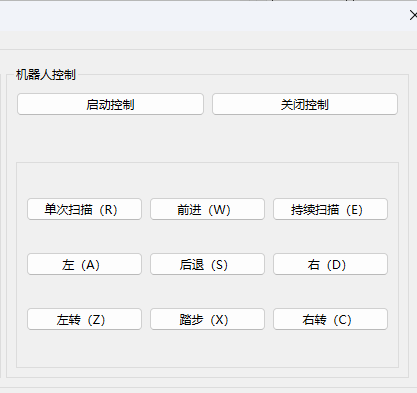 机器人控制
启动控制 关闭控制
单次扫描（R） 前进（W） 持续扫描（E）
左（A） 后退（S） 右（D）
左转（Z） 踏步（X） 右转（C）